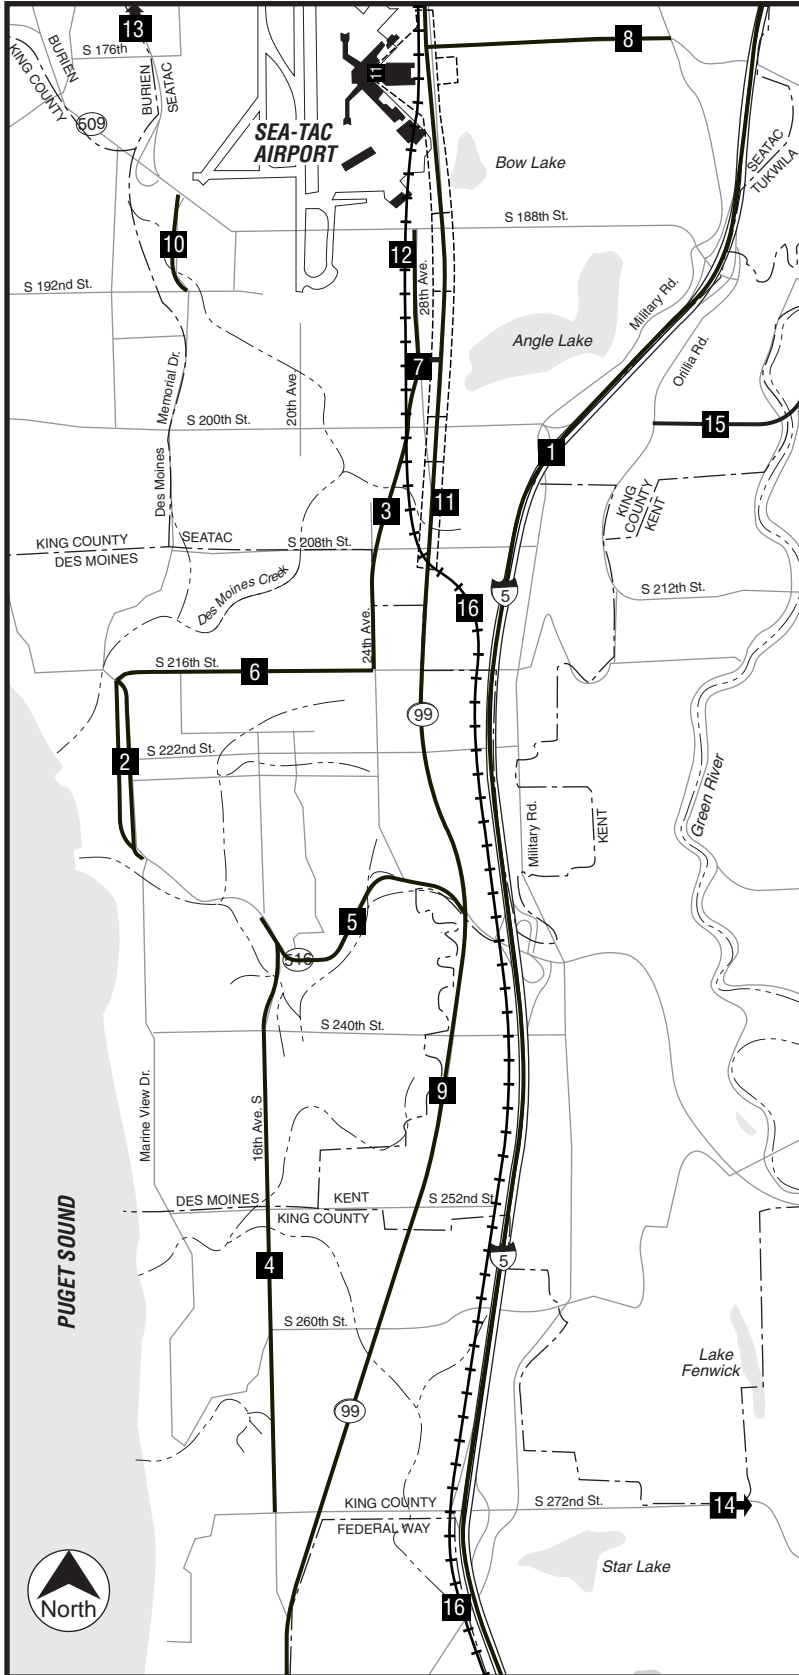 13
8
S 176th
BURIEN
KING COUNTY
BURIEN
SEATAC
11
509
SEA-TAC
AIRPORT
Bow Lake
SEATAC
TUKWILA
S 188th St.
10
12
28th Ave.
S 192nd St.
Military Rd.
Angle Lake
Orillia Rd.
7
Memorial Dr.
20th Ave
S 200th St.
15
1
Des Moines
3
11
KING
COUNTY
KENT
KING COUNTY
SEATAC
S 208th St.
DES MOINES
Des Moines Creek
5
S 212th St.
16
24th Ave.
S 216th St.
6
99
2
S 222nd St.
Green River
Military Rd.
KENT
5
516
S 240th St.
9
Marine View Dr.
16th Ave. S
DES MOINES
KENT
S 252nd St
KING COUNTY
PUGET SOUND
4
5
S 260th St.
Lake
Fenwick
99
KING COUNTY
S 272nd St.
14
FEDERAL WAY
Star Lake
North
16